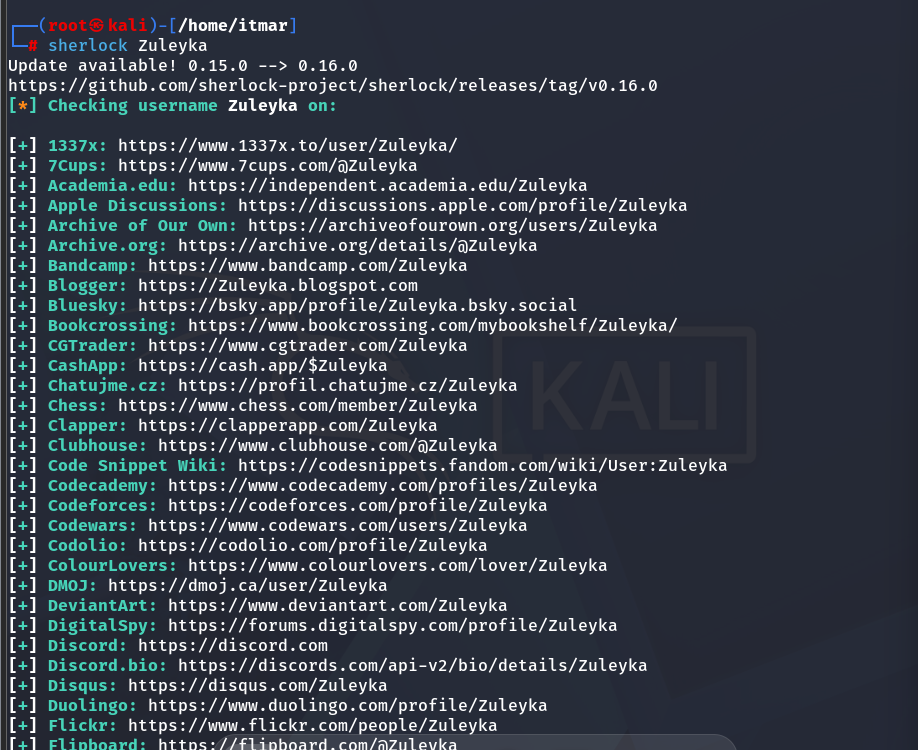 ┌──(root㉿kali)-[/home/itmar]
└─# sherlock Zuleyka
Update available! 0.15.0 --> 0.16.0
https://github.com/sherlock-project/sherlock/releases/tag/v0.16.0
[*] Checking username Zuleyka on:
[+] 1337x: https://www.1337x.to/user/Zuleyka/
[+] 7Cups: https://www.7cups.com/@Zuleyka
[+] Academia.edu: https://independent.academia.edu/Zuleyka
[+] Apple Discussions: https://discussions.apple.com/profile/Zuleyka
[+] Archive of Our Own: https://archiveofourown.org/users/Zuleyka
[+] Archive.org: https://archive.org/details/@Zuleyka
[+] Bandcamp: https://www.bandcamp.com/Zuleyka
[+] Blogger: https://Zuleyka.blogspot.com
[+] Bluesky: https://bsky.app/profile/Zuleyka.bsky.social
[+] Bookcrossing: https://www.bookcrossing.com/mybookshelf/Zuleyka/
[+] CGTrader: https://www.cgtrader.com/Zuleyka
[+] CashApp: https://cash.app/$Zuleyka
[+] Chatujme.cz: https://profil.chatujme.cz/Zuleyka
[+] Chess: https://www.chess.com/member/Zuleyka
[+] Clapper: https://clapperapp.com/Zuleyka
[+] Clubhouse: https://www.clubhouse.com/@Zuleyka
[+] Code Snippet Wiki: https://codesnippets.fandom.com/wiki/User:Zuleyka
[+] Codecademy: https://www.codecademy.com/profiles/Zuleyka
[+] Codeforces: https://codeforces.com/profile/Zuleyka
[+] Codewars: https://www.codewars.com/users/Zuleyka
[+] Codolio: https://codolio.com/profile/Zuleyka
[+] ColourLovers: https://www.colourlovers.com/lover/Zuleyka
[+] DMOJ: https://dmoj.ca/user/Zuleyka
[+] DeviantArt: https://www.deviantart.com/Zuleyka
[+] DigitalSpy: https://forums.digitalspy.com/profile/Zuleyka
[+] Discord: https://discord.com
[+] Discord.bio: https://discords.com/api-v2/bio/details/Zuleyka
[+] Disqus: https://disqus.com/Zuleyka
[+] Duolingo: https://www.duolingo.com/profile/Zuleyka
[+] Flickr: https://www.flickr.com/people/Zuleyka
[+] Flipboard: https://flipboard.com/@Zuleyka
KALI